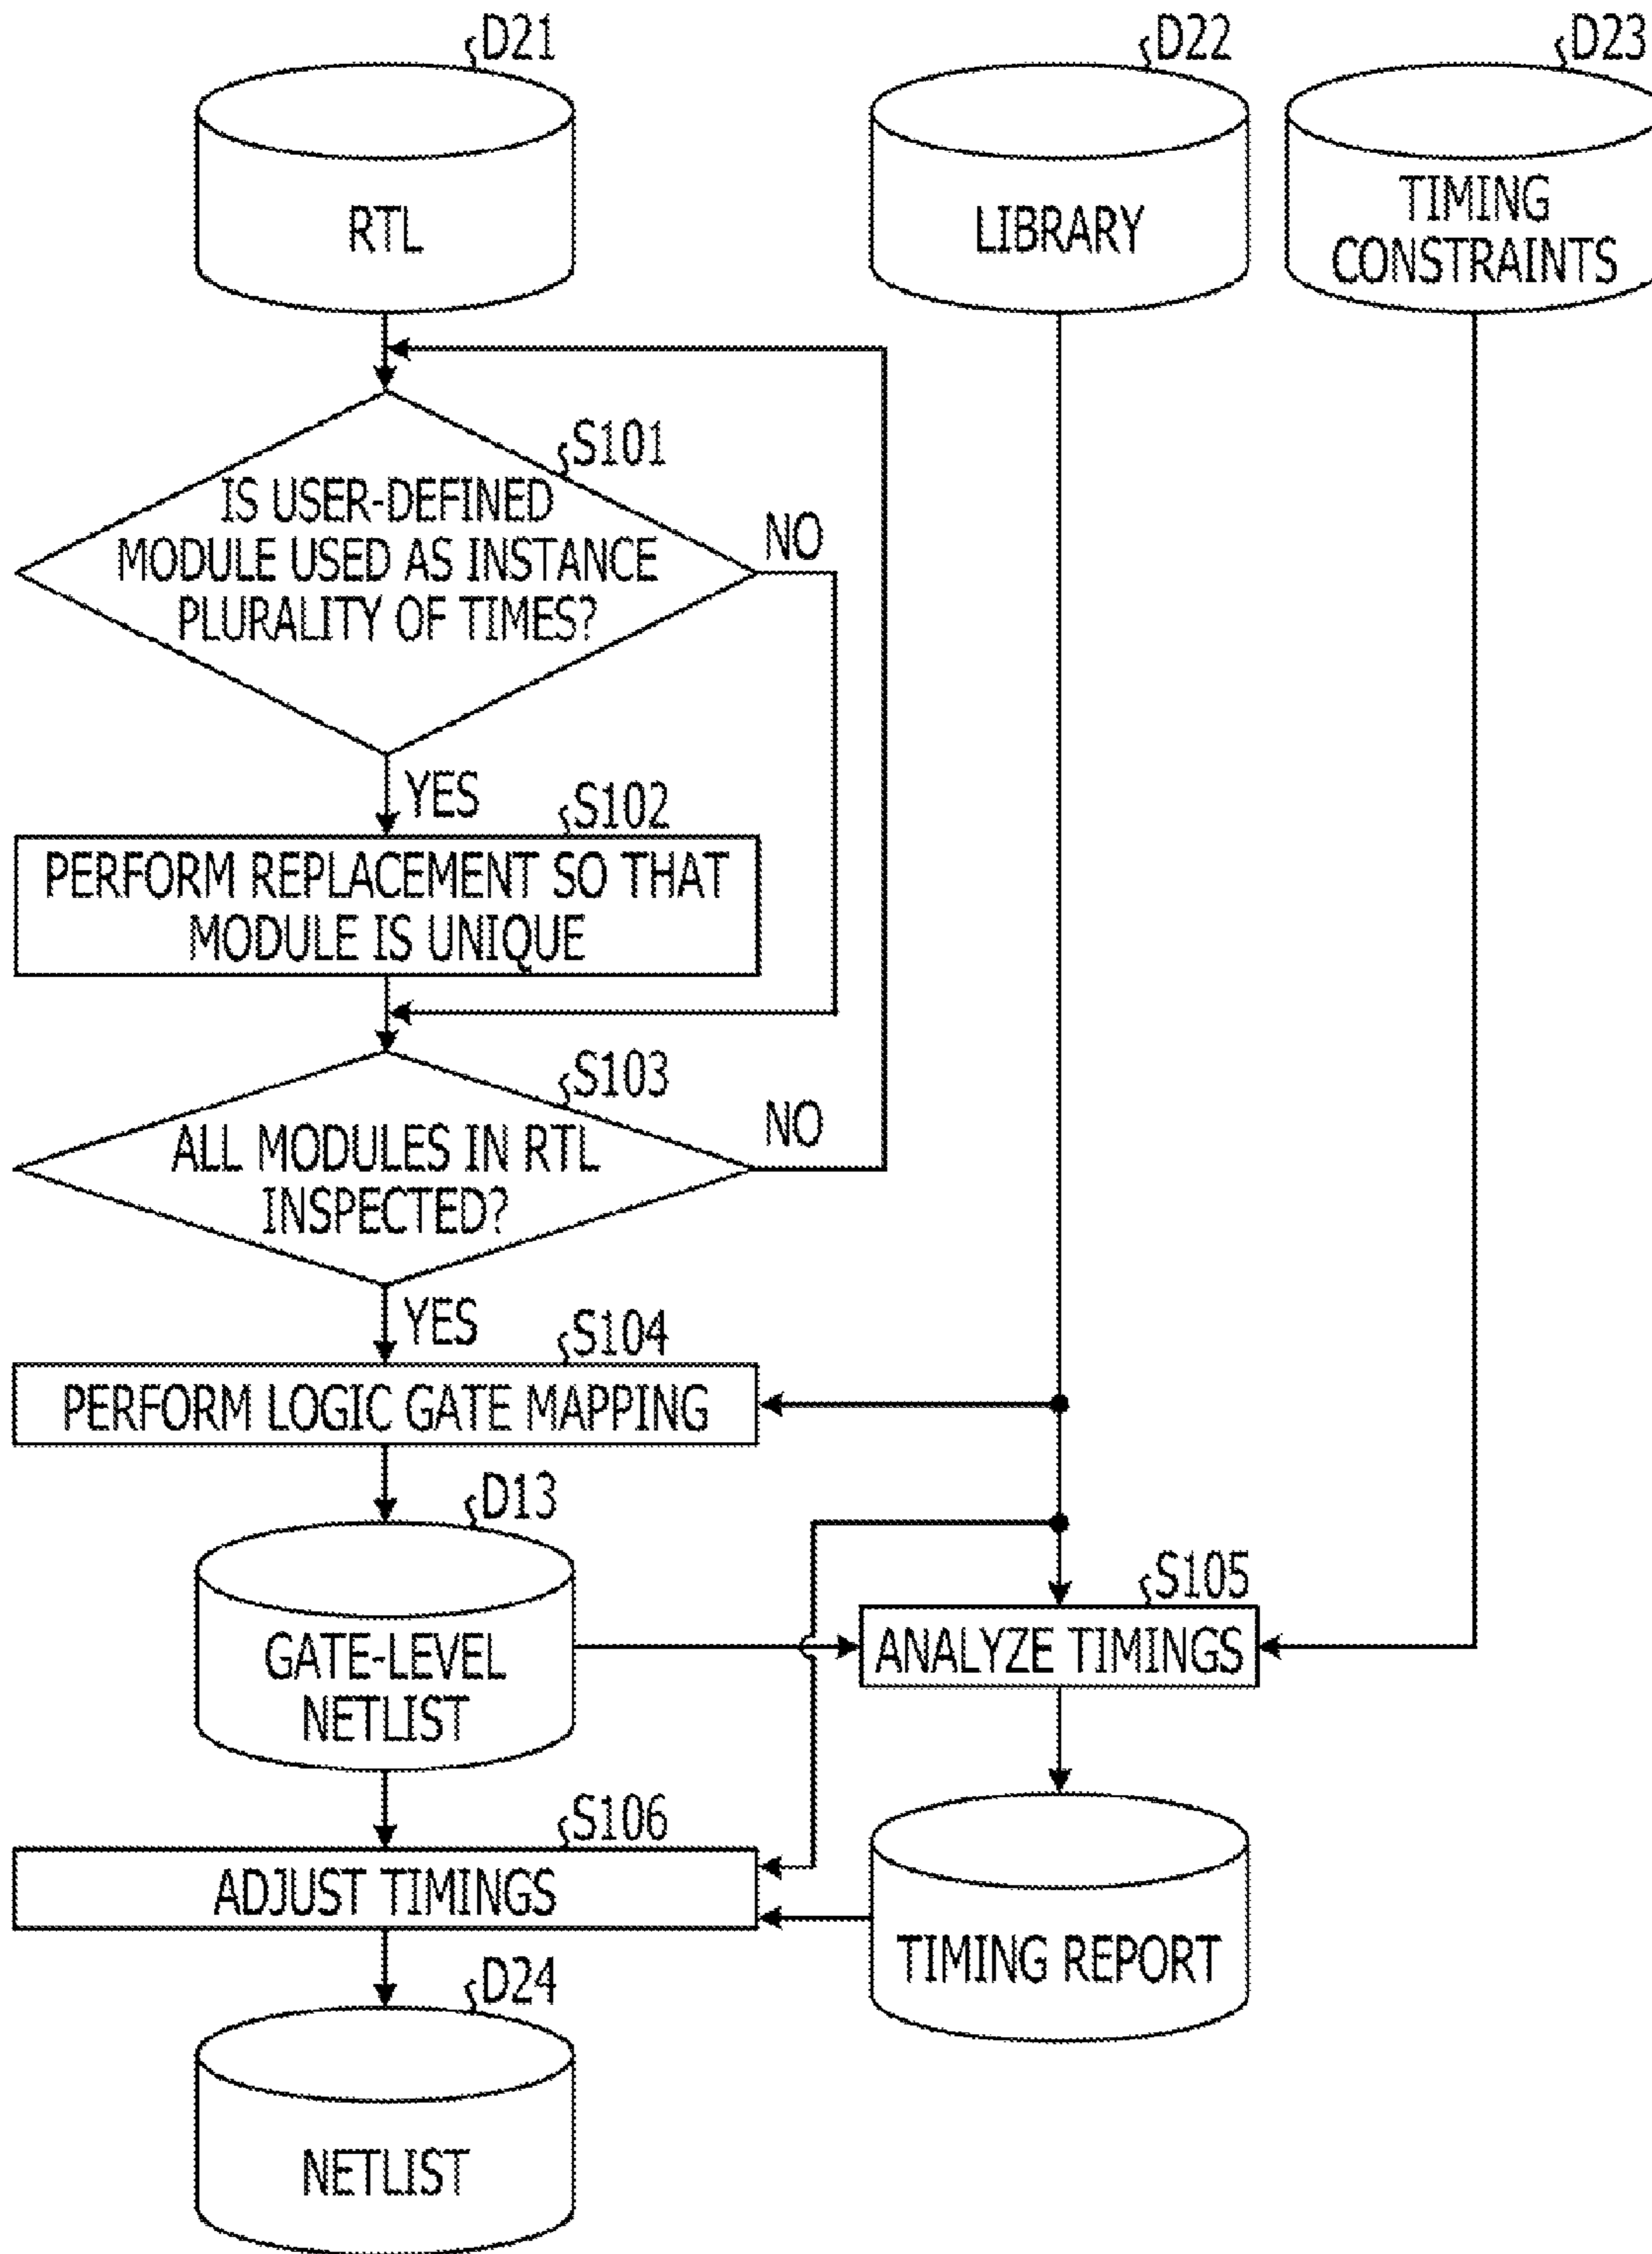 D21
D22
D23
RTL
LIBRARY
TIMING
CONSTRAINTS
S101
IS USER-DEFINED
MODULE USED AS INSTANCE
PLURALITY OF TIMES?
NO
YES
S102
PERFORM REPLACEMENT SO THAT
MODULE IS UNIQUE
S103
ALL MODULES IN RTL
INSPECTED?
NO
YES
S104
PERFORM LOGIC GATE MAPPING
D13
GATE-LEVEL
NETLIST
S105
ANALYZE TIMINGS
S106
ADJUST TIMINGS
TIMING REPORT
D24
NETLIST